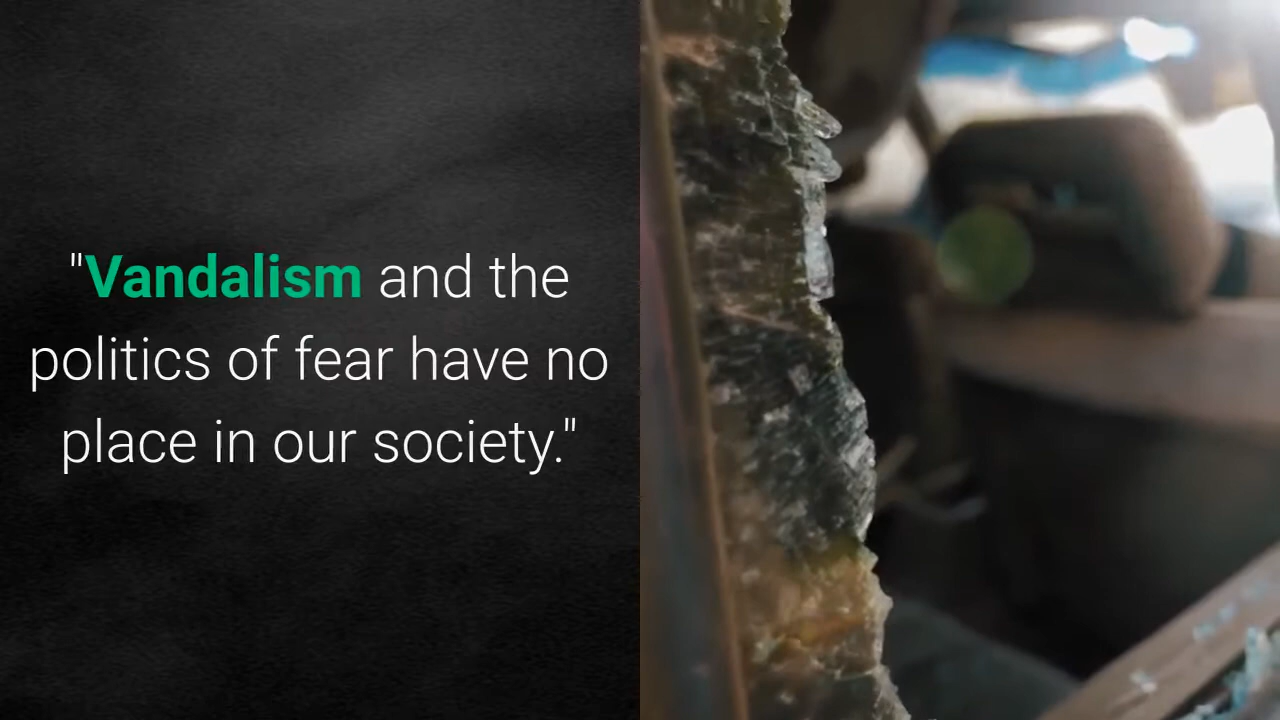 "Vandalism and the
politics of fear have no
place in our society."